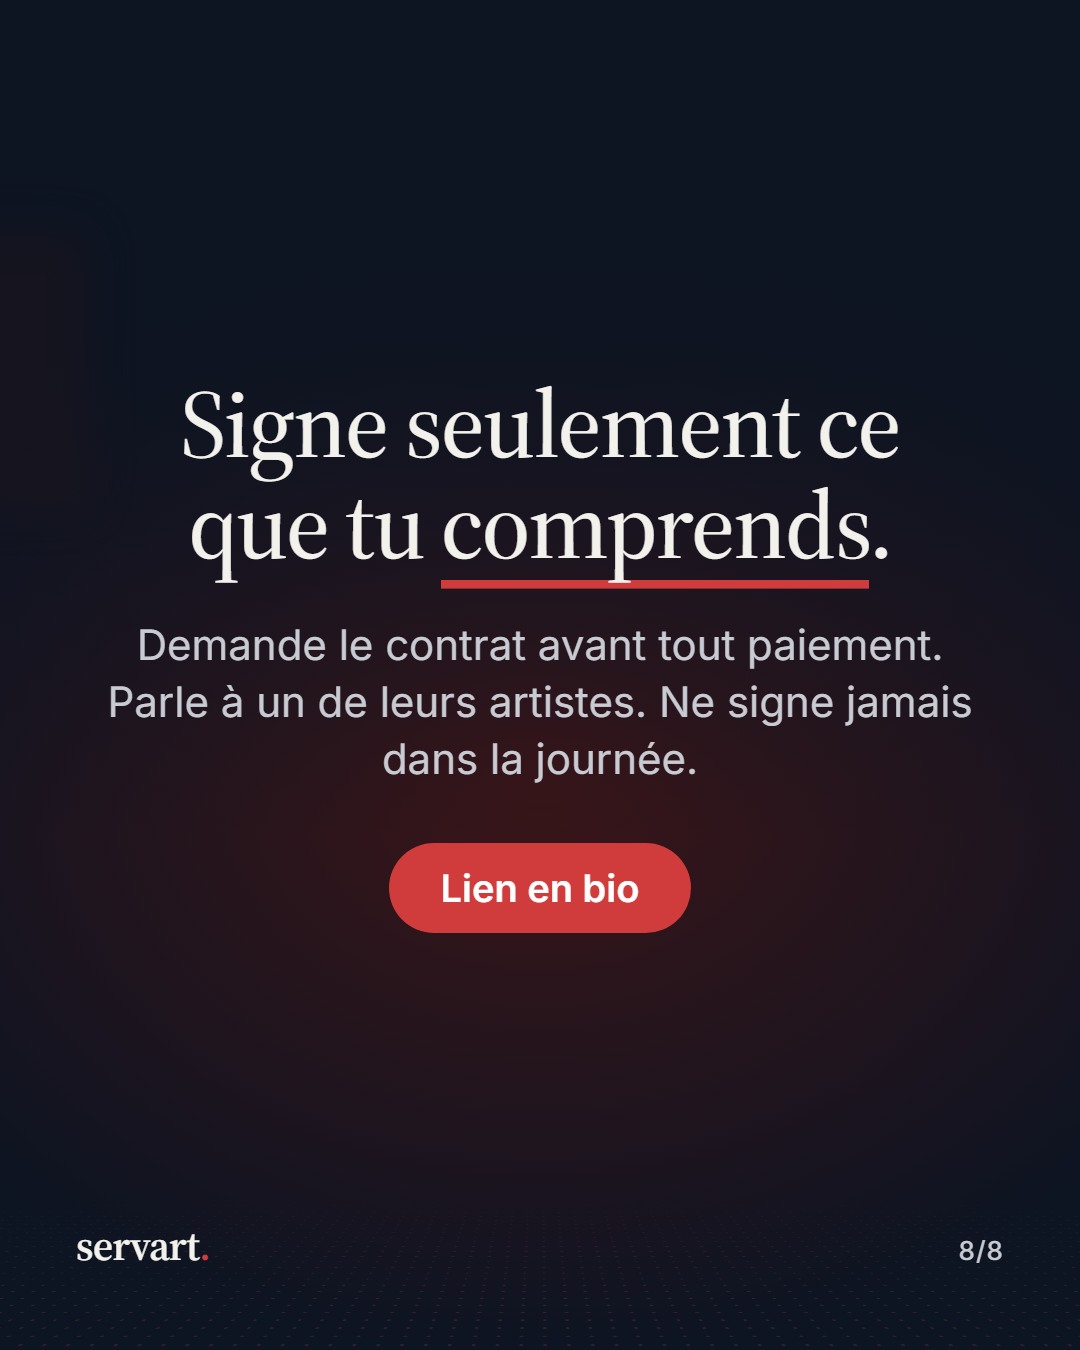 Signe seulement ce
que tu comprends.
Demande le contrat avant tout paiement.
Parle à un de leurs artistes. Ne signe jamais
dans la journée.
Lien en bio
servart.
8/8